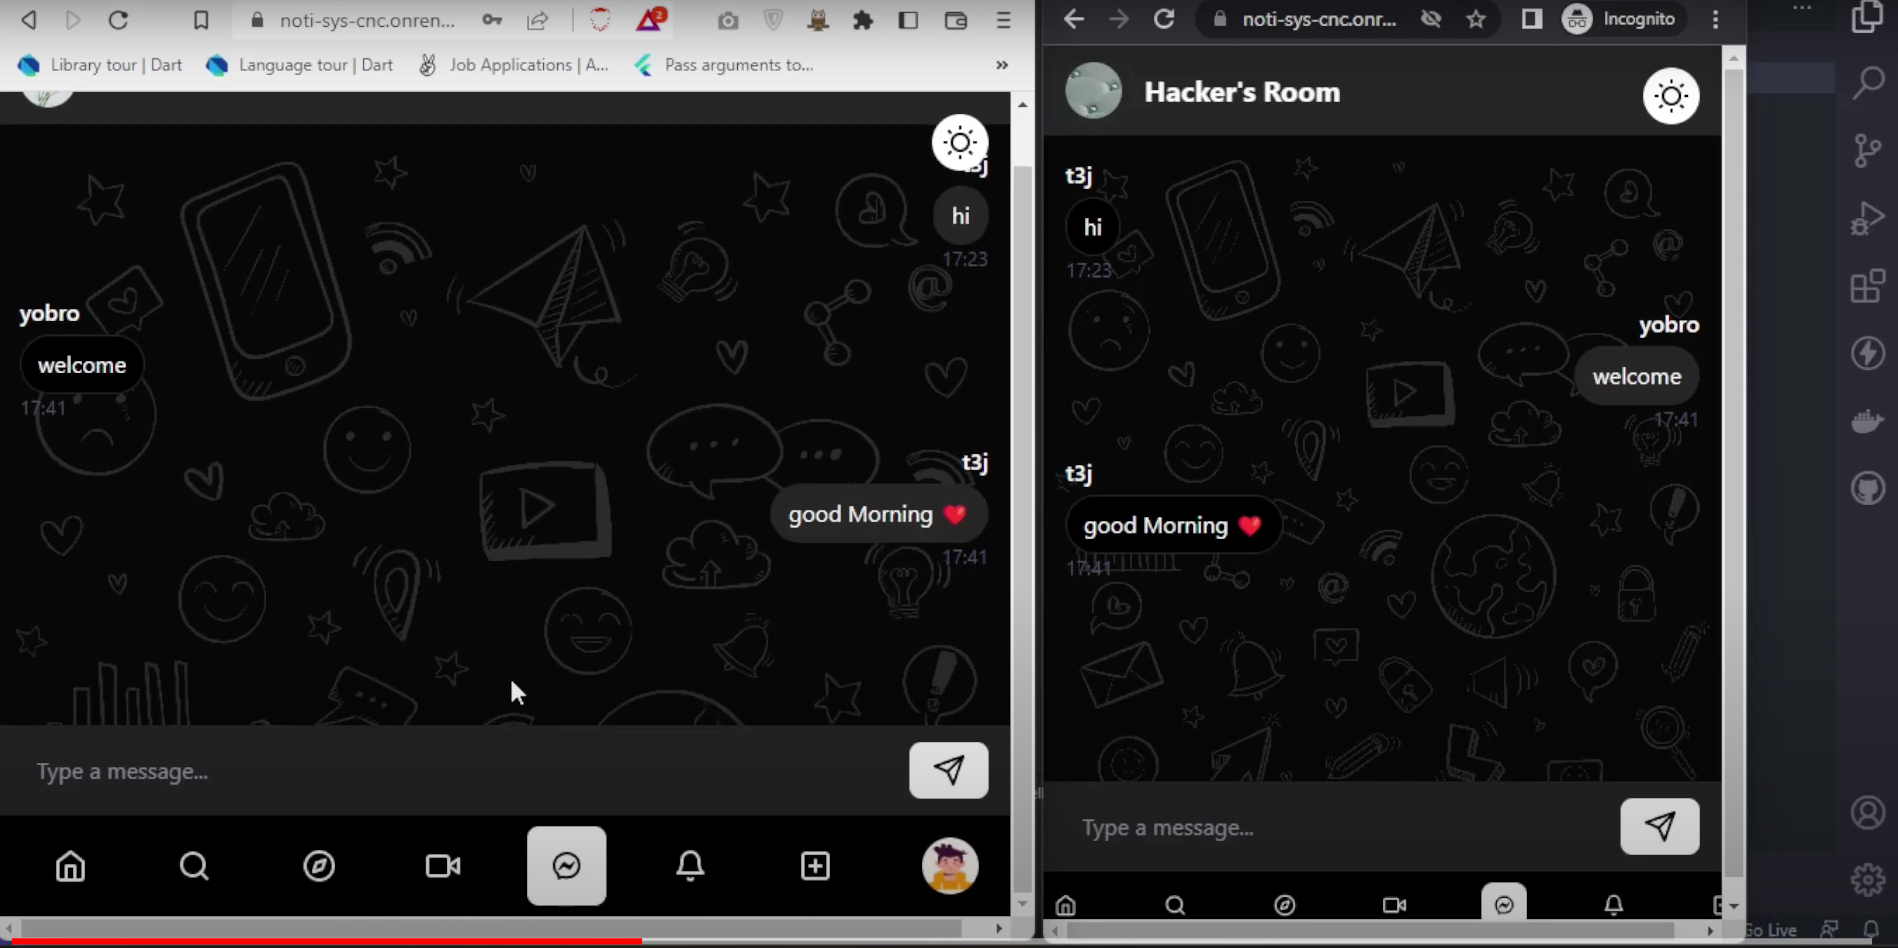 noti-sys-cnc.onren...
2
Library tour | Dart
Language tour | Dart
Job Applications | A...
Pass arguments to...
»
hi
17:23
yobro
welcome
17:41
t3j
good Morning ❤️
17:41
Type a message...
noti-sys-cnc.onr...
Incognito
Hacker's Room
t3j
hi
17:23
yobro
welcome
17:41
t3j
good Morning ❤️
17:41
Type a message...
Go Live